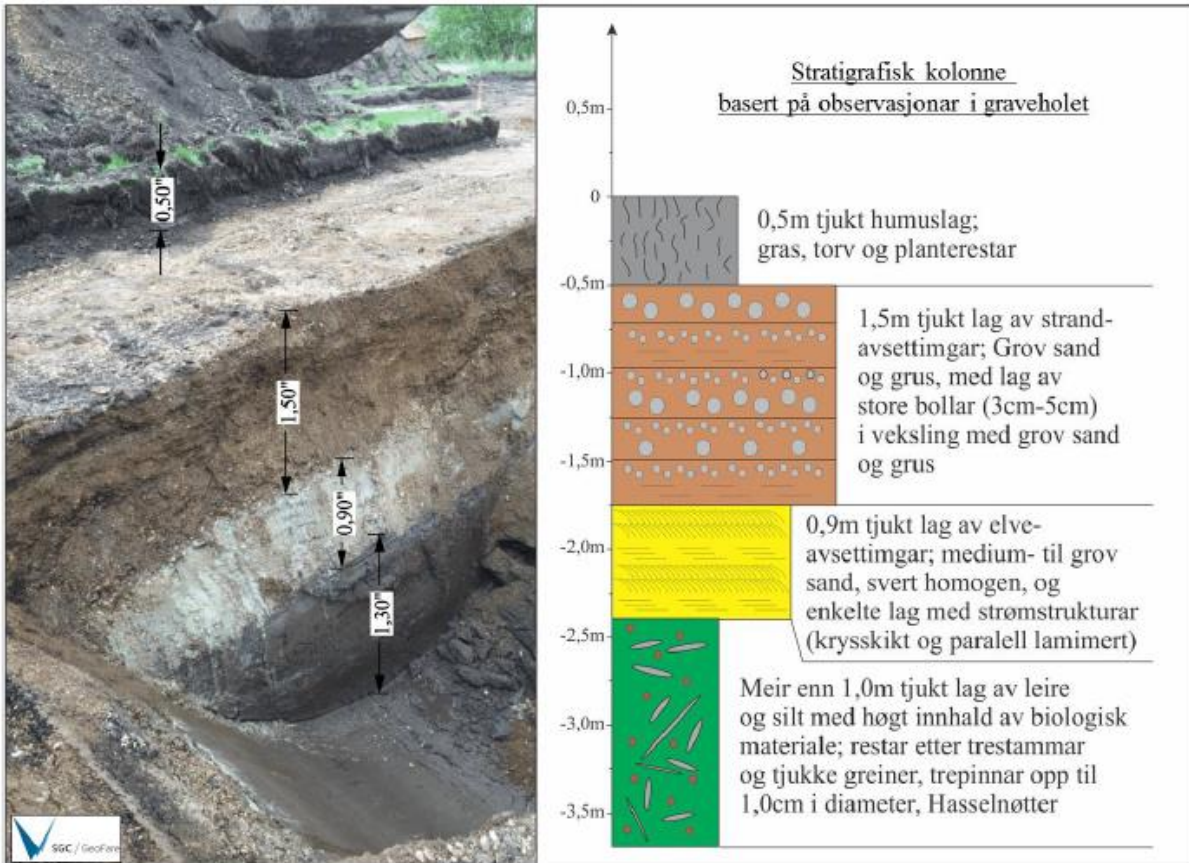 0,50"
1,50"
0,90"
1,30"
SGC / GeoFare
Stratigrafisk kolonne
basert på observasjonar i graveholet
0,5m
0
-0,5m
-1,0m
-1,5m
-2,0m
-2,5m
-3,0m
-3,5m
0,5m tjukt humuslag;
gras, torv og planterestar
1,5m tjukt lag av strand-
avsettimgar; Grov sand
og grus, med lag av
store bollar (3cm-5cm)
i veksling med grov sand
og grus
0,9m tjukt lag av elve-
avsettimgar; medium- til grov
sand, svert homogen, og
enkelte lag med strømstrukturar
(krysskikt og paralell lamimert)
Meir enn 1,0m tjukt lag av leire
og silt med høgt innhald av biologisk
materiale; restar etter trestammar
og tjukke greiner, trepinnar opp til
1,0cm i diameter, Hasselnøtter